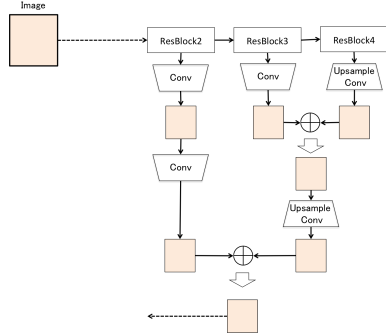 Image
ResBlock2
ResBlock3
ResBlock4
Conv
Conv
Upsample
Conv
Conv
Upsample
Conv